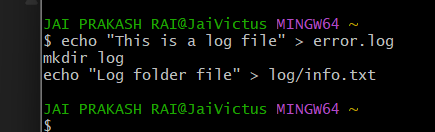 JAI PRAKASH RAI@JaiVictus MINGW64 ~
$ echo "This is a log file" > error.log
mkdir log
echo "Log folder file" > log/info.txt
JAI PRAKASH RAI@JaiVictus MINGW64 ~
$